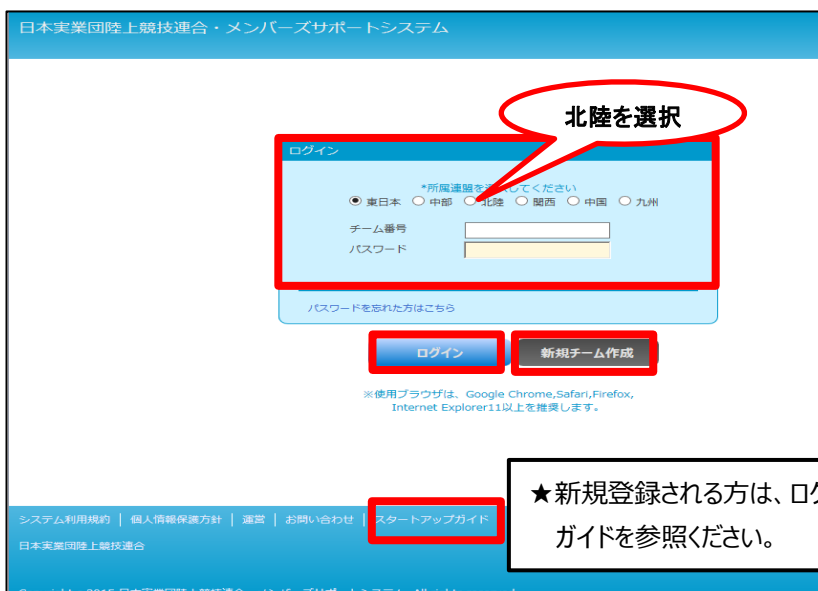 日本実業団陸上競技連合・メンバーズサポートシステム
北陸を選択
ログイン
*所属連盟を選択してください
東日本 中部 北陸 関西 中国 九州
チーム番号
パスワード
パスワードを忘れた方はこちら
ログイン 新規チーム作成
※使用ブラウザは、Google Chrome,Safari,Firefox,
Internet Explorer11以上を推奨します。
★新規登録される方は、ログ
ガイドを参照ください。
システム利用規約 | 個人情報保護方針 | 運営 | お問い合わせ | スタートアップガイド
日本実業団陸上競技連合